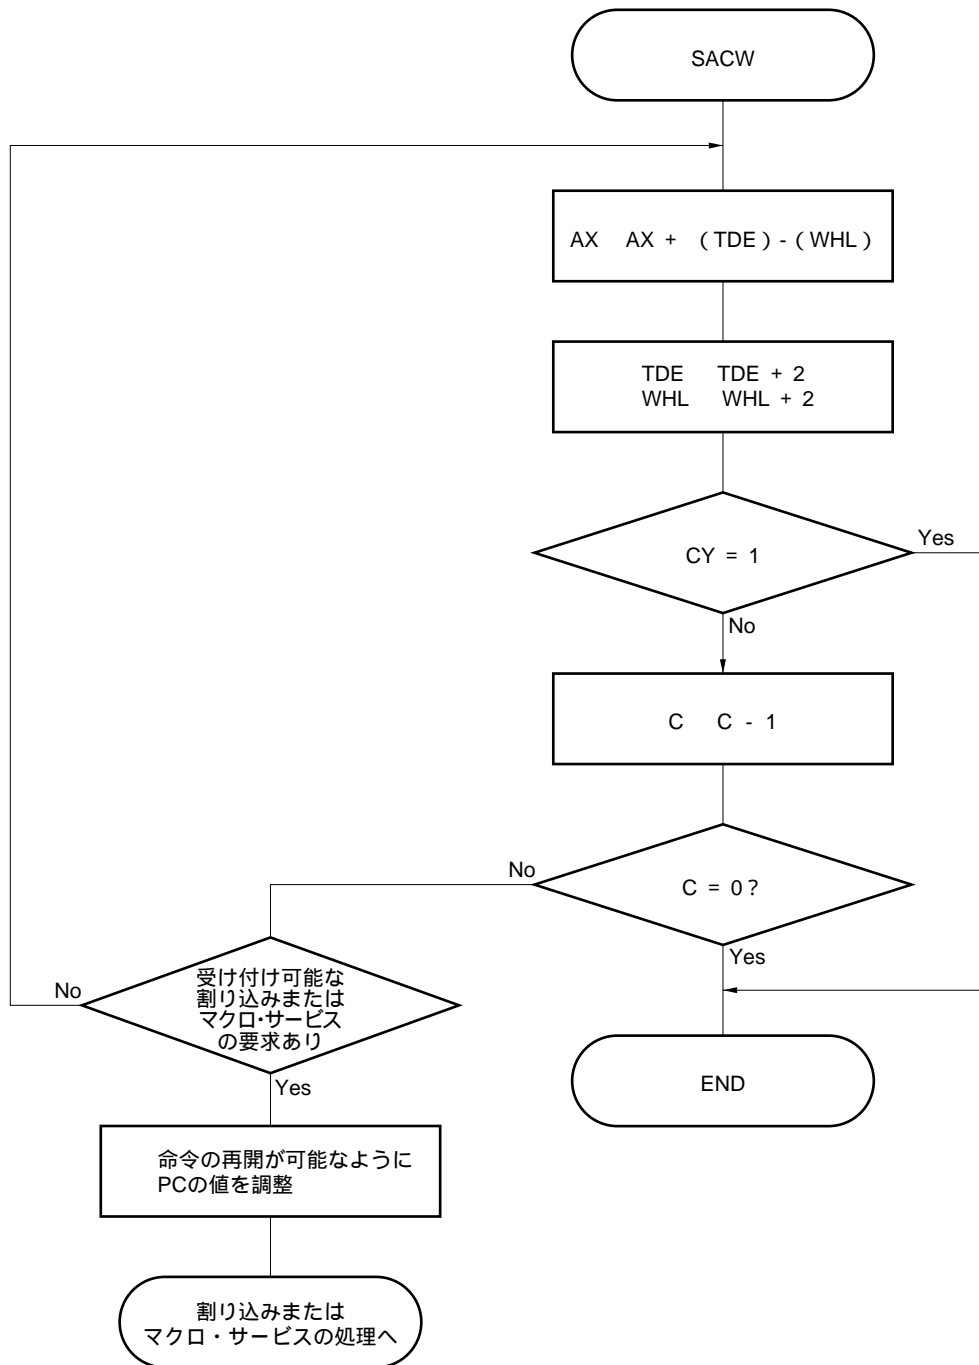 SACW
AX AX + (TDE) - (WHL)
TDE TDE + 2
WHL WHL + 2
CY = 1
Yes
No
C C - 1
C = 0?
No
Yes
受け付け可能な
割り込みまたは
マクロ・サービス
の要求あり
No
Yes
END
命令の再開が可能なように
PCの値を調整
割り込みまたは
マクロ・サービスの処理へ